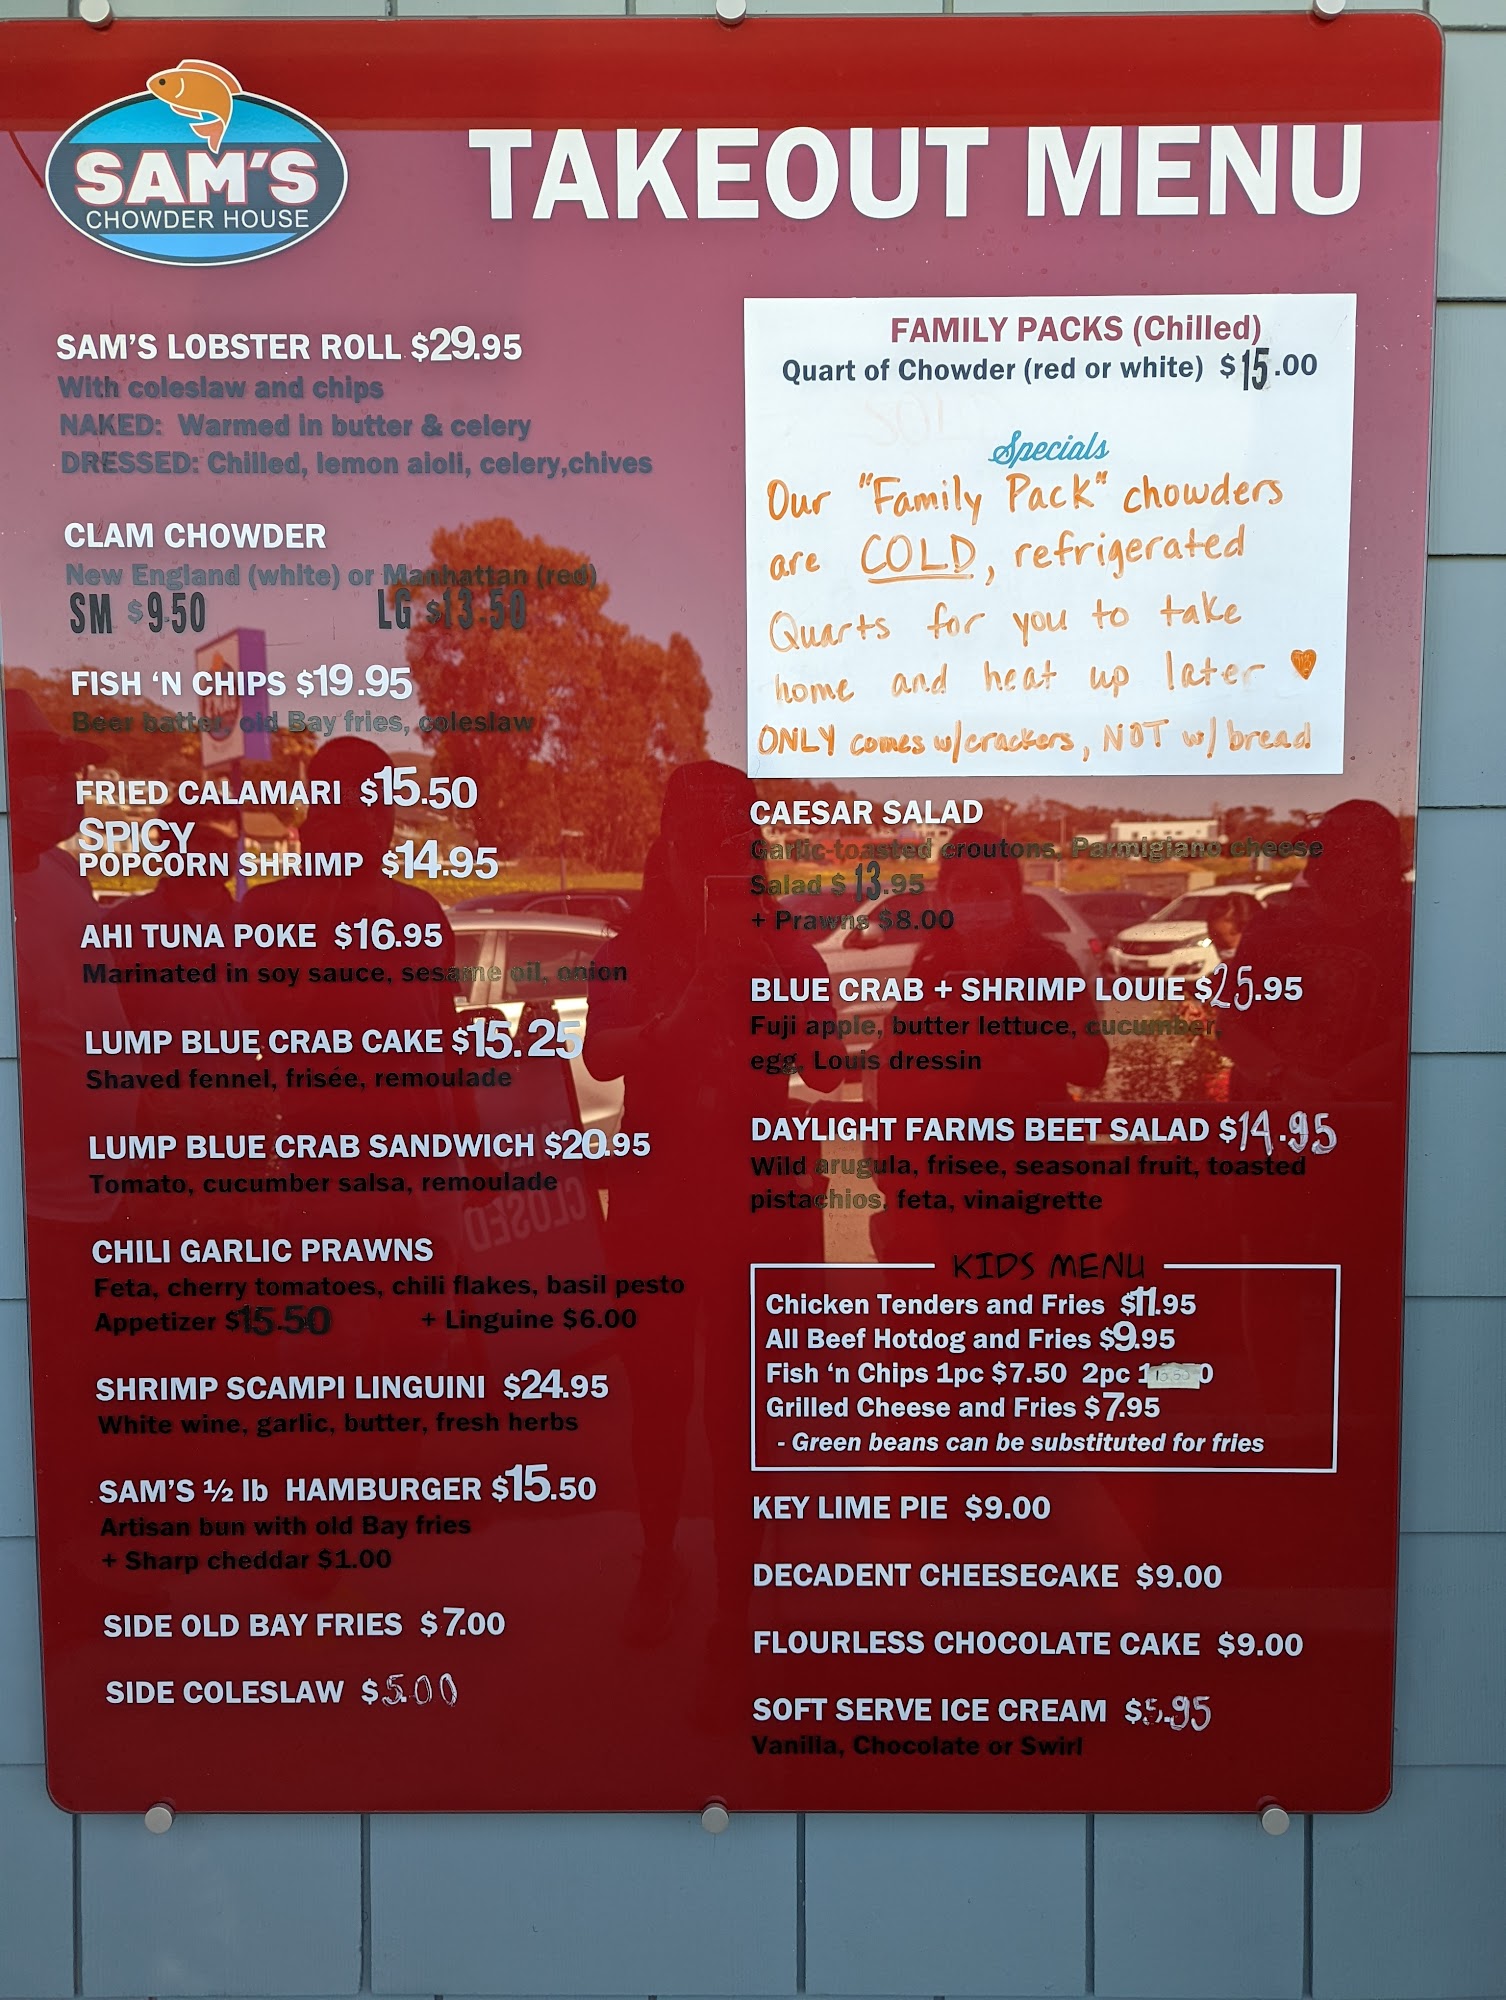 SAM'S
CHOWDER HOUSE
TAKEOUT MENU
SAM'S LOBSTER ROLL $29.95
With coleslaw and chips
NAKED: Warmed in butter & celery
DRESSED: Chilled, lemon aioli, celery,chives
CLAM CHOWDER
New England (white) or Manhattan (red)
SM $9.50 LG $13.50
FISH 'N CHIPS $19.95
Beer batter, old Bay fries, coleslaw
FRIED CALAMARI $15.50
SPICY
POPCORN SHRIMP $14.95
AHI TUNA POKE $16.95
Marinated in soy sauce, sesame oil, onion
LUMP BLUE CRAB CAKE $15.25
Shaved fennel, frisée, remoulade
LUMP BLUE CRAB SANDWICH $20.95
Tomato, cucumber salsa, remoulade
CHILI GARLIC PRAWNS
Feta, cherry tomatoes, chili flakes, basil pesto
Appetizer $15.50 + Linguine $6.00
SHRIMP SCAMPI LINGUINI $24.95
White wine, garlic, butter, fresh herbs
SAM'S ½ lb HAMBURGER $15.50
Artisan bun with old Bay fries
+ Sharp cheddar $1.00
SIDE OLD BAY FRIES $7.00
SIDE COLESLAW $5.00
FAMILY PACKS (Chilled)
Quart of Chowder (red or white) $15.00
Specials
Our "Family Pack" chowders
are COLD, refrigerated
Quarts for you to take
home and heat up later
ONLY comes w/crackers, NOT w/ bread
CAESAR SALAD
Garlic-toasted croutons, Parmigiano cheese
Salad $13.95
+ Prawns $8.00
BLUE CRAB + SHRIMP LOUIE $25.95
Fuji apple, butter lettuce, cucumber,
egg, Louis dressin
DAYLIGHT FARMS BEET SALAD $14.95
Wild arugula, frisee, seasonal fruit, toasted
pistachios, feta, vinaigrette
KIDS MENU
Chicken Tenders and Fries $11.95
All Beef Hotdog and Fries $9.95
Fish 'n Chips 1pc $7.50 2pc
Grilled Cheese and Fries $7.95
- Green beans can be substituted for fries
KEY LIME PIE $9.00
DECADENT CHEESECAKE $9.00
FLOURLESS CHOCOLATE CAKE $9.00
SOFT SERVE ICE CREAM $5.95
Vanilla, Chocolate or Swirl
CLOSED